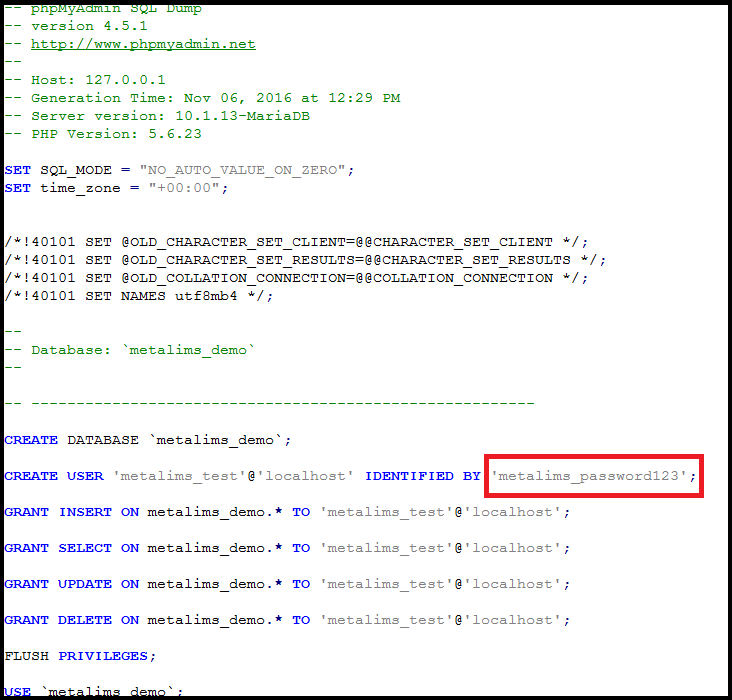 -- phpMyAdmin SQL Dump
-- version 4.5.1
-- http://www.phpmyadmin.net
--
-- Host: 127.0.0.1
-- Generation Time: Nov 06, 2016 at 12:29 PM
-- Server version: 10.1.13-MariaDB
-- PHP Version: 5.6.23
SET SQL_MODE = "NO_AUTO_VALUE_ON_ZERO";
SET time_zone = "+00:00";
/*!40101 SET @OLD_CHARACTER_SET_CLIENT=@@CHARACTER_SET_CLIENT */;
/*!40101 SET @OLD_CHARACTER_SET_RESULTS=@@CHARACTER_SET_RESULTS */;
/*!40101 SET @OLD_COLLATION_CONNECTION=@@COLLATION_CONNECTION */;
/*!40101 SET NAMES utf8mb4 */;
--
-- Database: `metalims_demo`
--
-- --------------------------------------------------------
CREATE DATABASE `metalims_demo`;
CREATE USER 'metalims_test'@'localhost' IDENTIFIED BY 'metalims_password123';
GRANT INSERT ON metalims_demo.* TO 'metalims_test'@'localhost';
GRANT SELECT ON metalims_demo.* TO 'metalims_test'@'localhost';
GRANT UPDATE ON metalims_demo.* TO 'metalims_test'@'localhost';
GRANT DELETE ON metalims_demo.* TO 'metalims_test'@'localhost';
FLUSH PRIVILEGES;
USE `metalims_demo`;